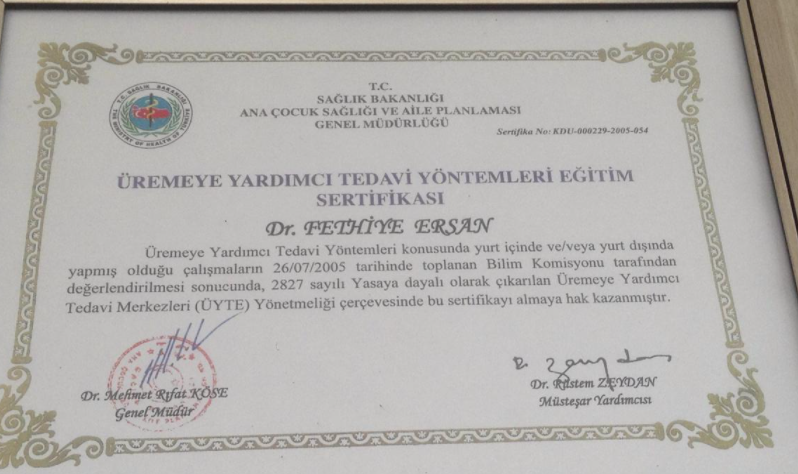 T.C.
SAĞLIK BAKANLIĞI
ANA ÇOCUK SAĞLIĞI VE AİLE PLANLAMASI
GENEL MÜDÜRLÜĞÜ
Sertifika No: KDU-000229-2005-054
ÜREMEYE YARDIMCI TEDAVİ YÖNTEMLERİ EĞİTİM
SERTİFİKASI
Dr. FETHİYE ERSAN
Üremeye Yardımcı Tedavi Yöntemleri konusunda yurt içinde ve/veya yurt dışında
yapmış olduğu çalışmaların 26/07/2005 tarihinde toplanan Bilim Komisyonu tarafından
değerlendirilmesi sonucunda, 2827 sayılı Yasaya dayalı olarak çıkarılan Üremeye Yardımcı
Tedavi Merkezleri (ÜYTE) Yönetmeliği çerçevesinde bu sertifikayı almaya hak kazanmıştır.
Dr. Mehmet Rıfat KÖSE
Genel Müdür
Dr. Rüstem ZEYDAN
Müsteşar Yardımcısı